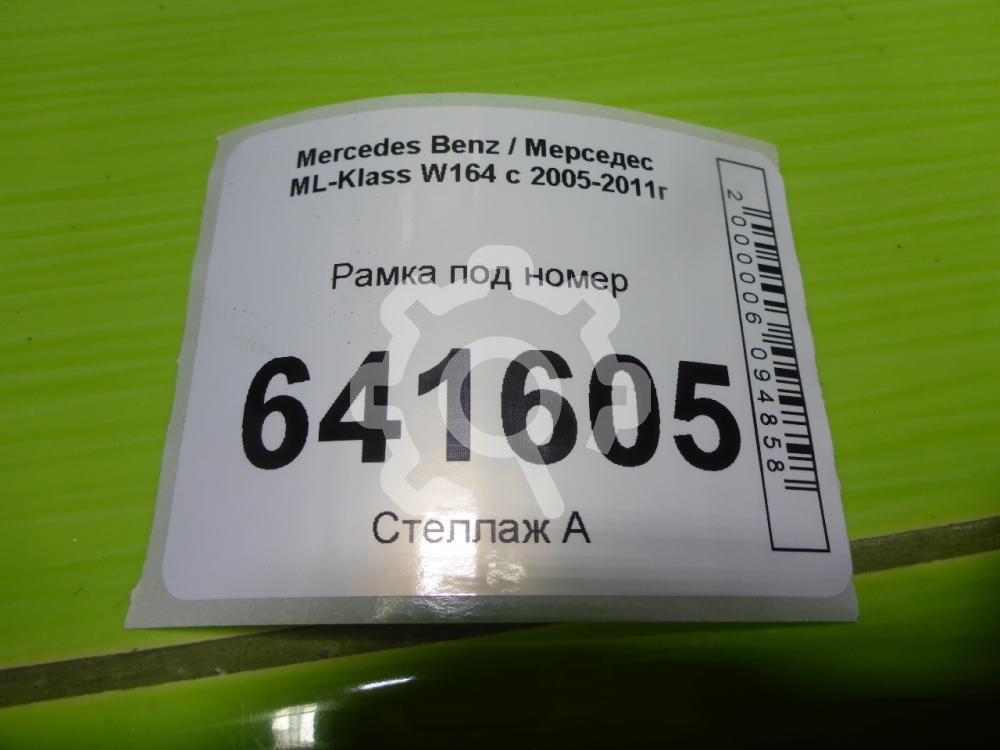 Mercedes Benz / Мерседес
ML-Klass W164 с 2005-2011г
Рамка под номер
641605
Стеллаж А
2000006094858